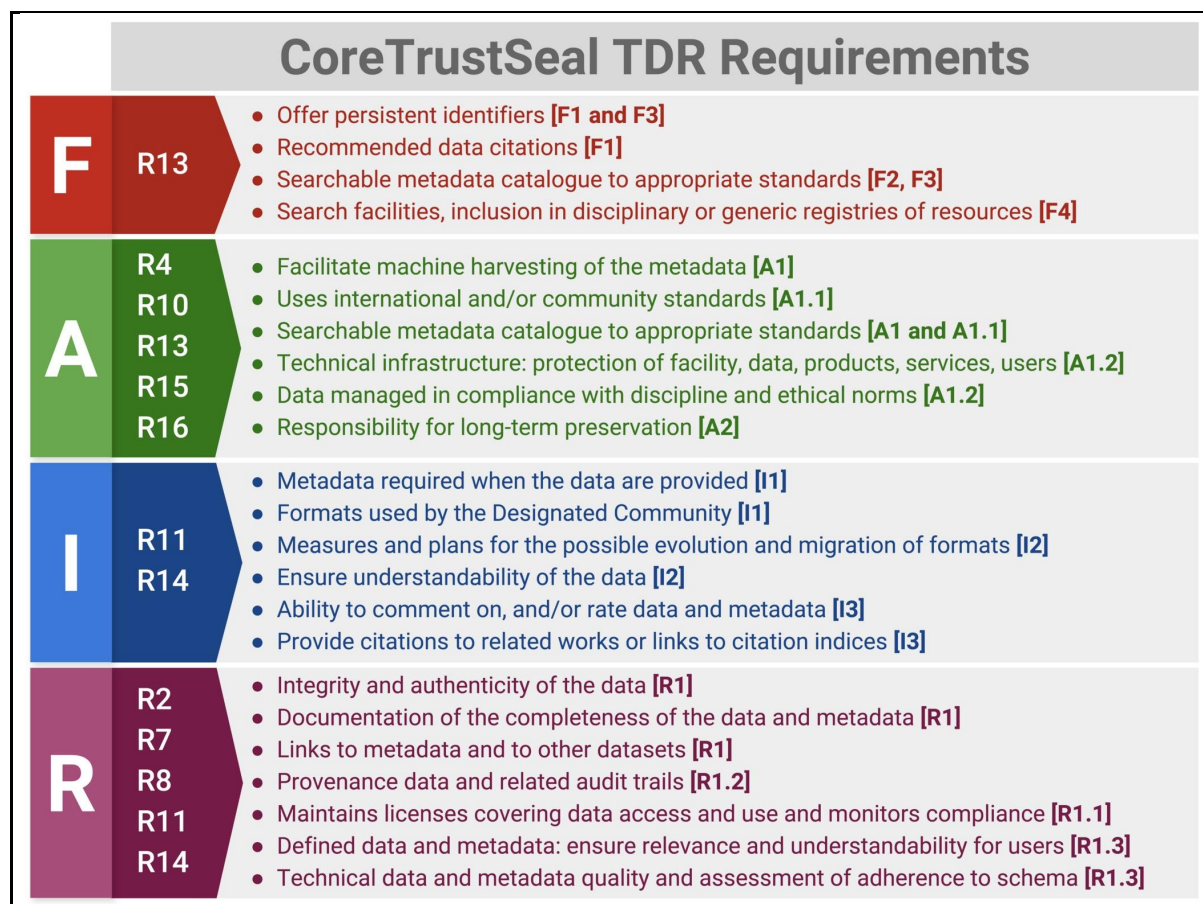 CoreTrustSeal TDR Requirements
F
R13
● Offer persistent identifiers [F1 and F3]
● Recommended data citations [F1]
● Searchable metadata catalogue to appropriate standards [F2, F3]
● Search facilities, inclusion in disciplinary or generic registries of resources [F4]
A
R4
R10
R13
R15
R16
● Facilitate machine harvesting of the metadata [A1]
● Uses international and/or community standards [A1.1]
● Searchable metadata catalogue to appropriate standards [A1 and A1.1]
● Technical infrastructure: protection of facility, data, products, services, users [A1.2]
● Data managed in compliance with discipline and ethical norms [A1.2]
● Responsibility for long-term preservation [A2]
I
R11
R14
● Metadata required when the data are provided [I1]
● Formats used by the Designated Community [I1]
● Measures and plans for the possible evolution and migration of formats [I2]
● Ensure understandability of the data [I2]
● Ability to comment on, and/or rate data and metadata [I3]
● Provide citations to related works or links to citation indices [I3]
R
R2
R7
R8
R11
R14
● Integrity and authenticity of the data [R1]
● Documentation of the completeness of the data and metadata [R1]
● Links to metadata and to other datasets [R1]
● Provenance data and related audit trails [R1.2]
● Maintains licenses covering data access and use and monitors compliance [R1.1]
● Defined data and metadata: ensure relevance and understandability for users [R1.3]
● Technical data and metadata quality and assessment of adherence to schema [R1.3]